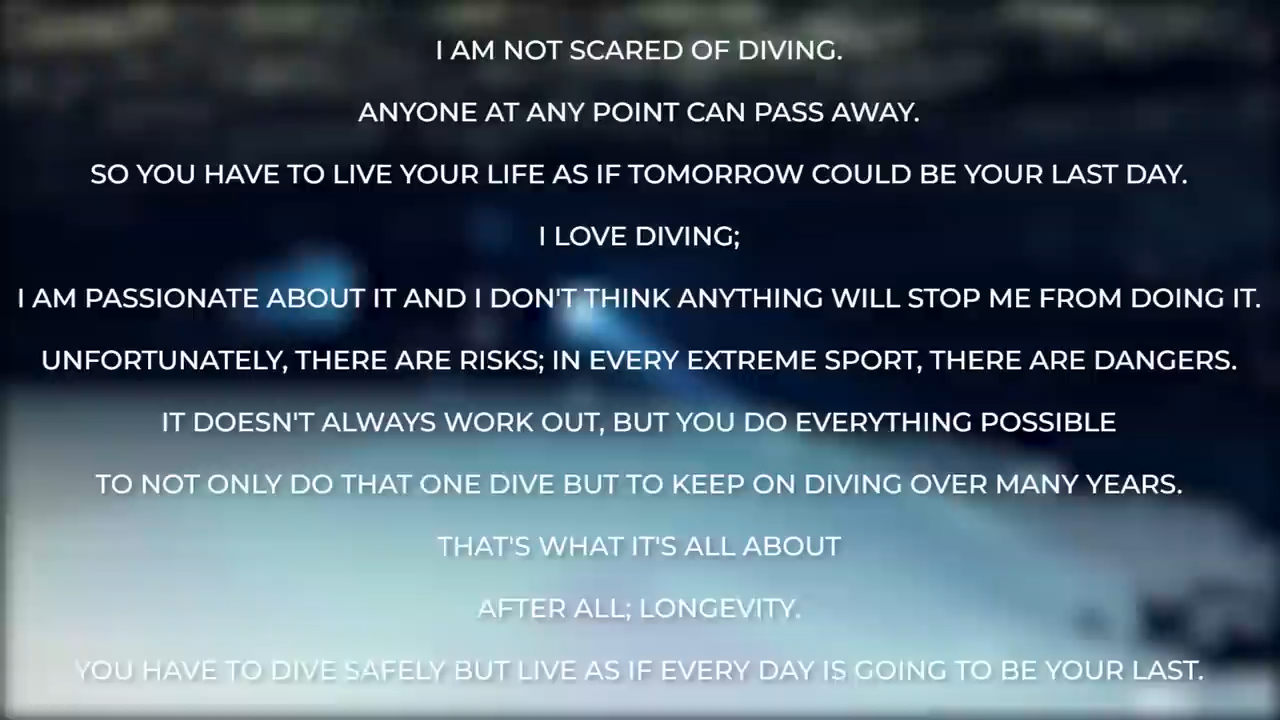 I AM NOT SCARED OF DIVING.
ANYONE AT ANY POINT CAN PASS AWAY.
SO YOU HAVE TO LIVE YOUR LIFE AS IF TOMORROW COULD BE YOUR LAST DAY.
I LOVE DIVING;
I AM PASSIONATE ABOUT IT AND I DON'T THINK ANYTHING WILL STOP ME FROM DOING IT.
UNFORTUNATELY, THERE ARE RISKS; IN EVERY EXTREME SPORT, THERE ARE DANGERS.
IT DOESN'T ALWAYS WORK OUT, BUT YOU DO EVERYTHING POSSIBLE
TO NOT ONLY DO THAT ONE DIVE BUT TO KEEP ON DIVING OVER MANY YEARS.
THAT'S WHAT IT'S ALL ABOUT
AFTER ALL; LONGEVITY.
YOU HAVE TO DIVE SAFELY BUT LIVE AS IF EVERY DAY IS GOING TO BE YOUR LAST.